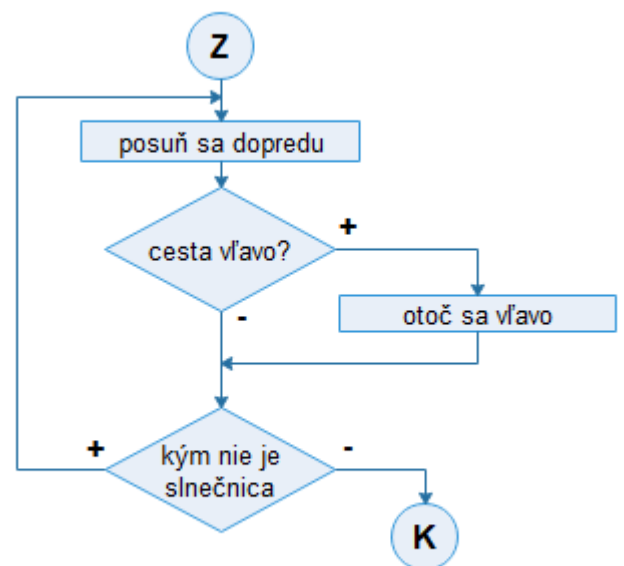 Z
posuň sa dopredu
cesta vľavo?
+
-
otoč sa vľavo
+
kým nie je
slnečnica
-
K